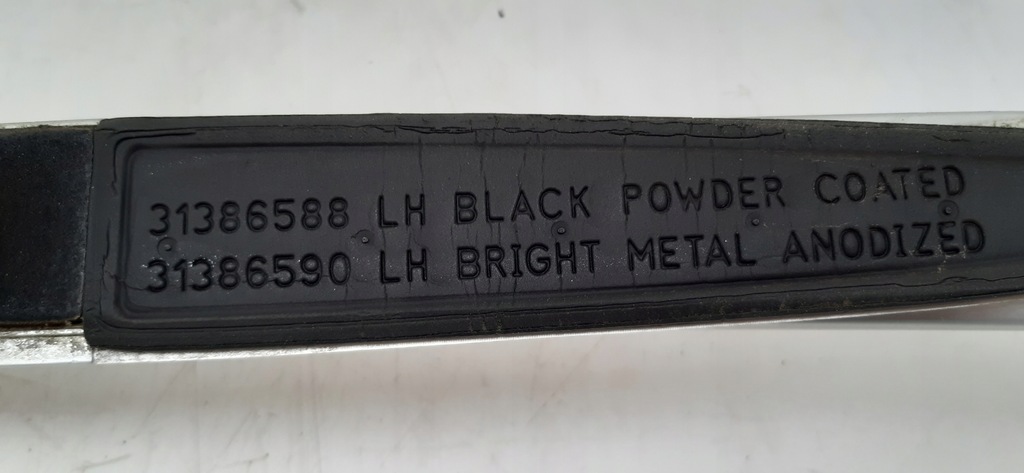 31386588 LH BLACK POWDER COATED
31386590 LH BRIGHT METAL ANODIZED